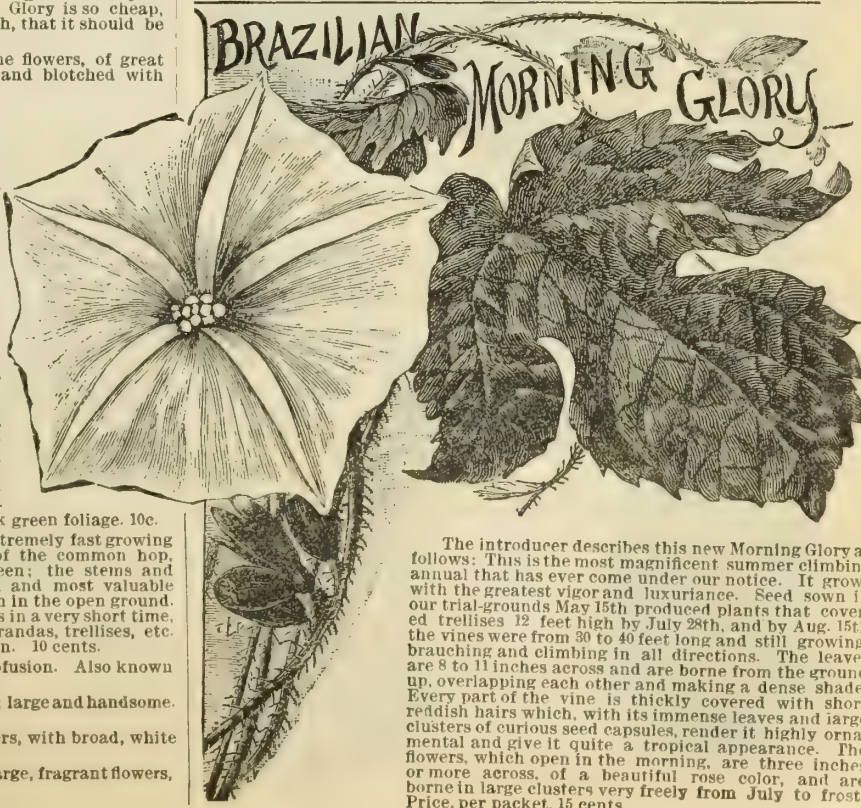 Glory is so cheap,
h, that it should be
ne flowers, of great
and blotched with
BRAZILIAN
MORNING GLORY
k green foliage. 10c.
tremely fast growing
of the common hop,
een; the stems and
and most valuable
n in the open ground.
s in a very short time,
randas, trellises, etc.
n. 10 cents.
ofusion. Also known
large and handsome.
rs, with broad, white
arge, fragrant flowers,
The introducer describes this new Morning Glory a
follows: This is the most magnificent summer climbin
annual that has ever come under our notice. It grow
with the greatest vigor and luxuriance. Seed sown i
our trial-grounds May 15th produced plants that cover
ed trellises 12 feet high by July 28th, and by Aug. 15t
the vines were from 30 to 40 feet long and still growing
brauching and climbing in all directions. The leave
are 8 to 11 inches across and are borne from the ground
up, overlapping each other and making a dense shade
Every part of the vine is thickly covered with shor
reddish hairs which, with its immense leaves and large
clusters of curious seed capsules, render it highly orna
mental and give it quite a tropical appearance. The
flowers, which open in the morning, are three inche
or more across, of a beautiful rose color, and are
borne in large clusters very freely from July to frost
Price, per packet, 15 cents